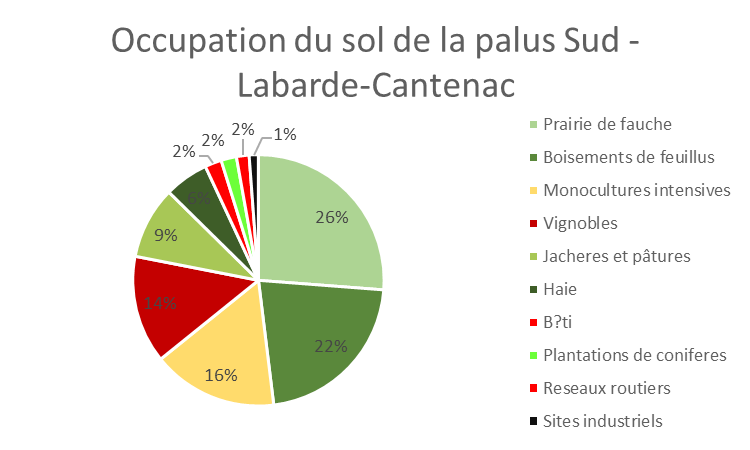 Occupation du sol de la palus Sud -
Labarde-Cantenac
2%
2%
2%
1%
6%
26%
9%
14%
22%
16%
Prairie de fauche
Boisements de feuillus
Monocultures intensives
Vignobles
Jacheres et pâtures
Haie
B?ti
Plantations de coniferes
Reseaux routiers
Sites industriels